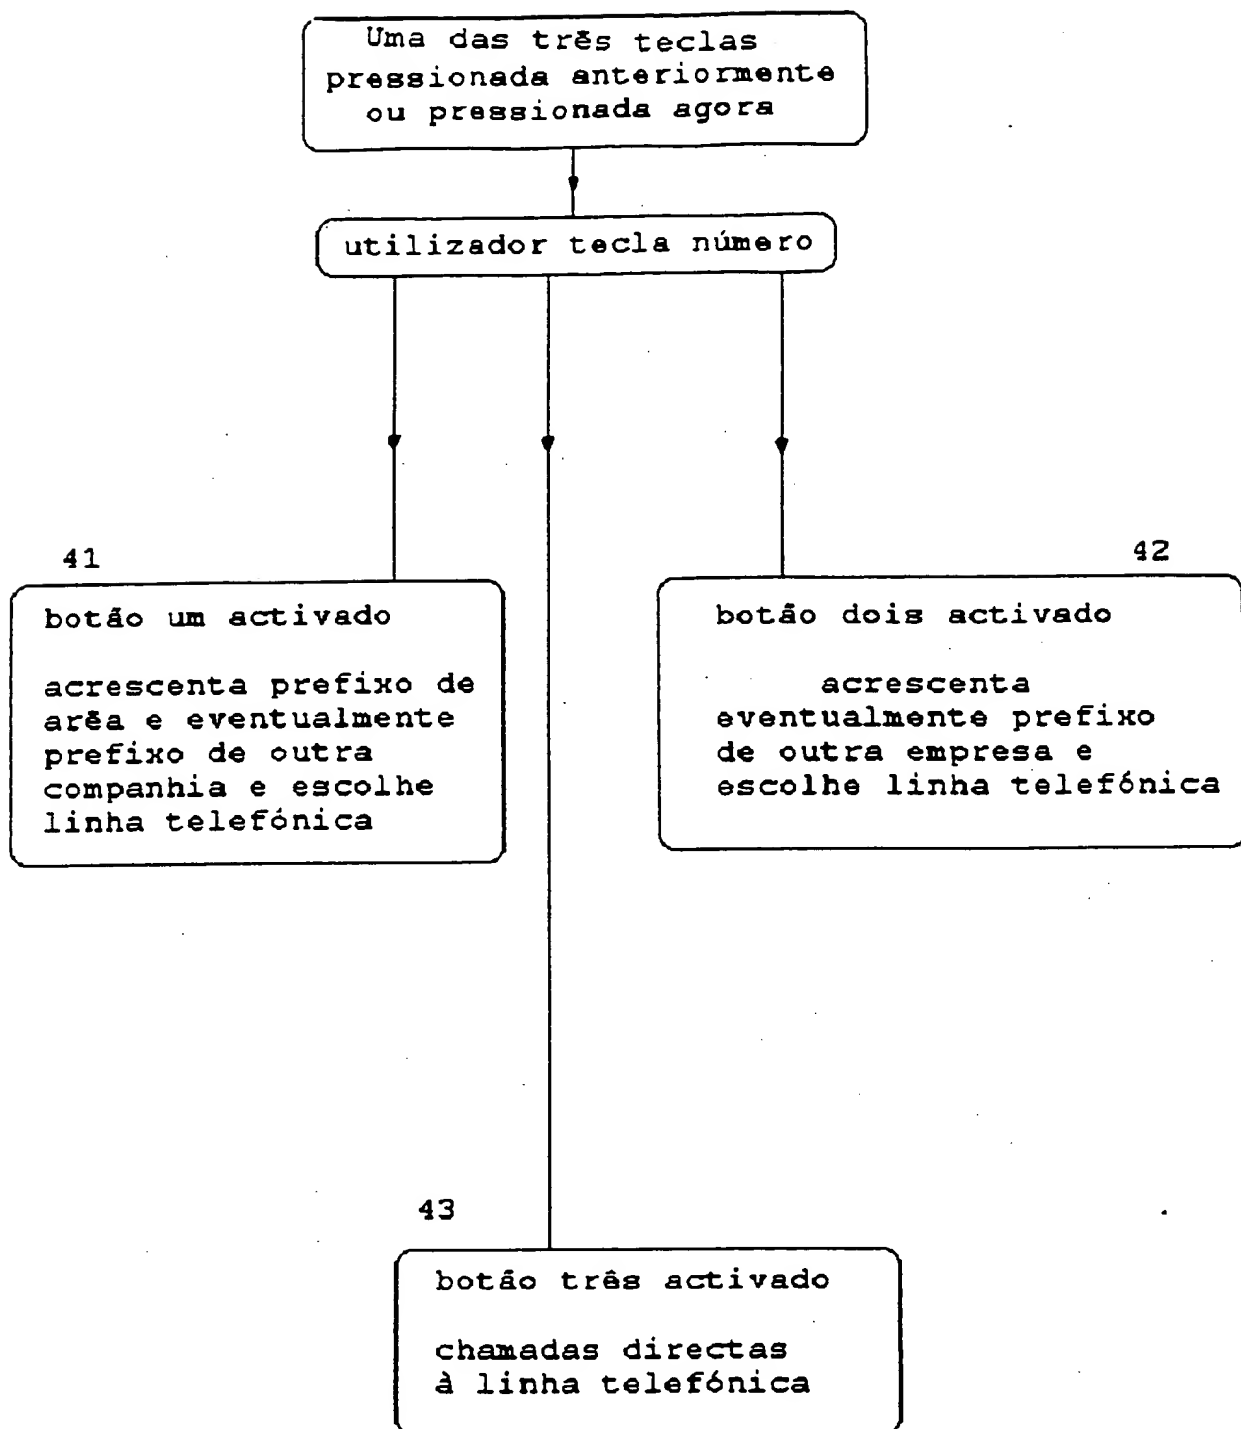 Uma das três teclas
pressionada anteriormente
ou pressionada agora
utilizador tecla número
41
botão um activado
acrescenta prefixo de
arêa e eventualmente
prefixo de outra
companhia e escolhe
linha telefónica
42
botão dois activado
acrescenta
eventualmente prefixo
de outra empresa e
escolhe linha telefónica
43
botão três activado
chamadas directas
à linha telefónica